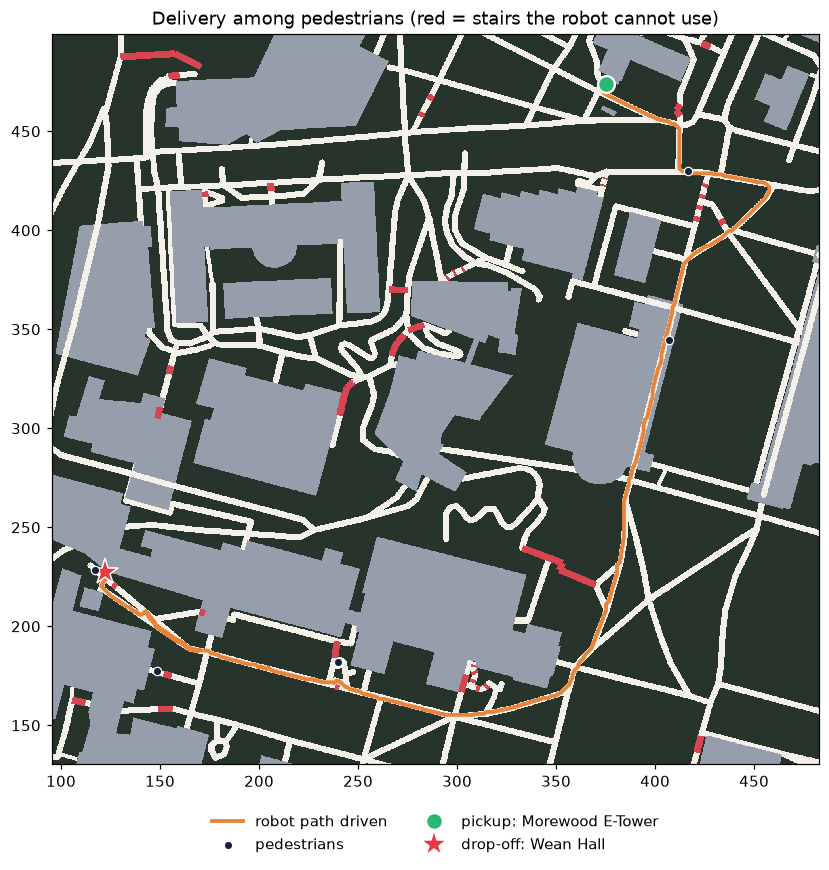 Delivery among pedestrians (red = stairs the robot cannot use)
450
400
350
300
250
200
150
100 150 200 250 300 350 400 450
robot path driven
pedestrians
pickup: Morewood E-Tower
drop-off: Wean Hall